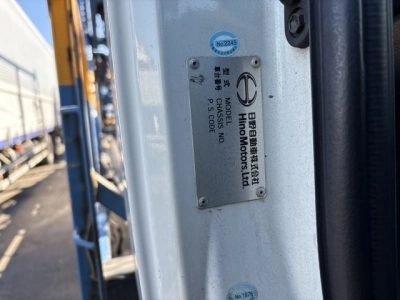 No.2245
型式 MODEL
車台番号 CHASSIS NO.
P. S. CODE
日野自動車株式会社
Hino Motors, Ltd.